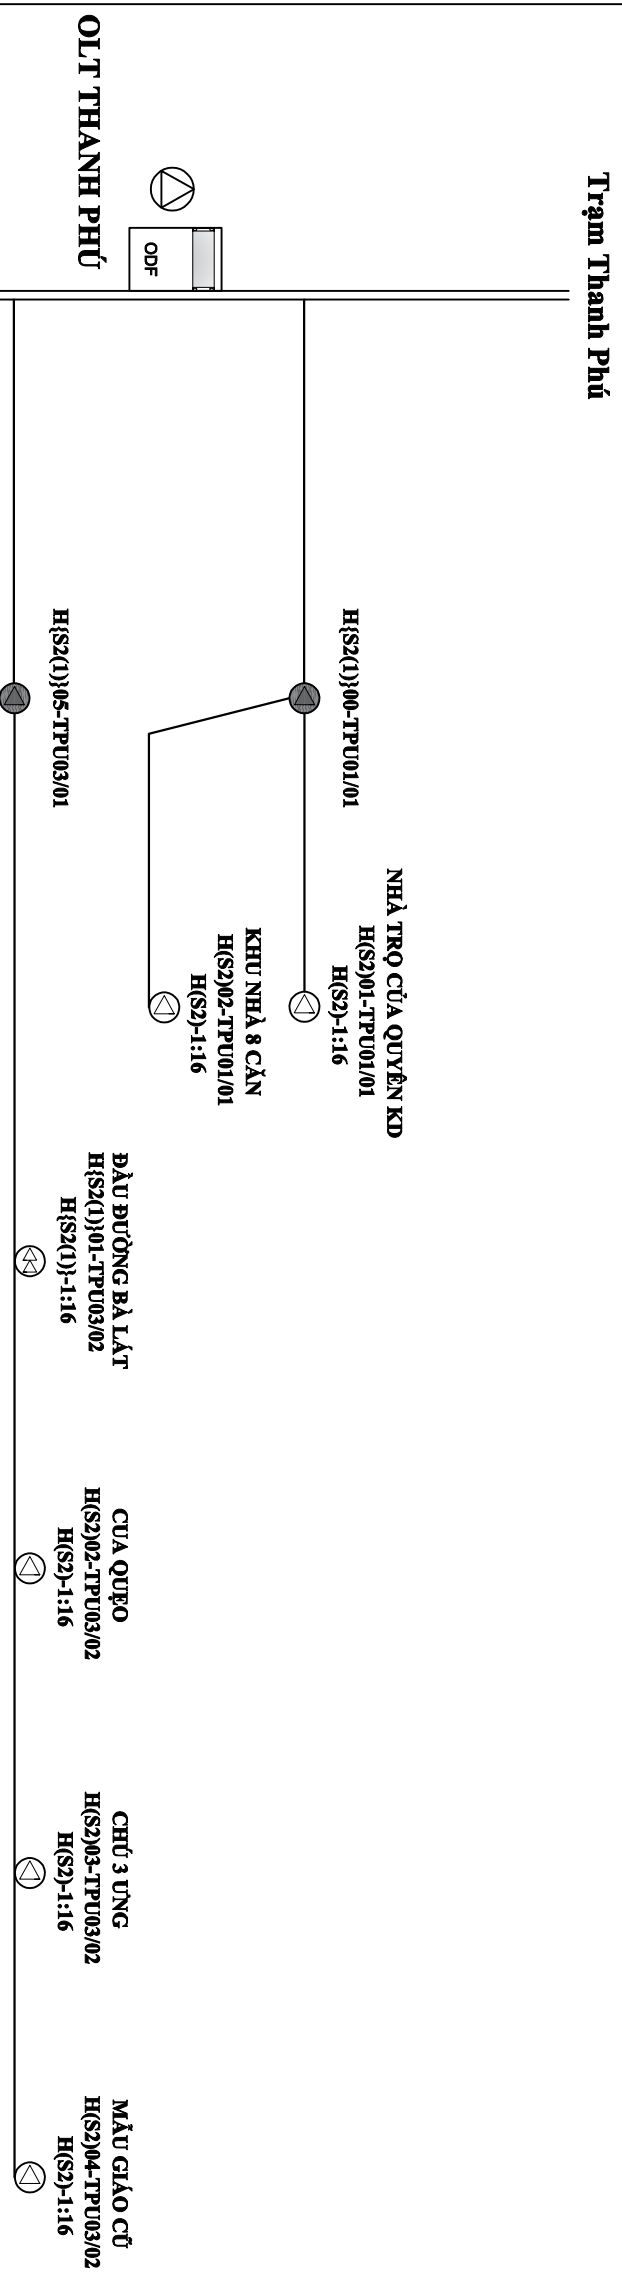 Trạm Thanh Phú
OLT THANH PHÚ
ODF
H{S2(1)}00-TPU01/01
NHÀ TRỌ CỦA QUYÊN KD
H(S2)01-TPU01/01
H(S2)-1:16
KHU NHÀ 8 CĂN
H(S2)02-TPU01/01
H(S2)-1:16
H{S2(1)}05-TPU03/01
ĐẦU ĐƯỜNG BÀ LÁT
H{S2(1)}01-TPU03/02
H{S2(1)}-1:16
CUA QUẸO
H(S2)02-TPU03/02
H(S2)-1:16
CHÚ 3 ƯNG
H(S2)03-TPU03/02
H(S2)-1:16
MẪU GIÁO CŨ
H(S2)04-TPU03/02
H(S2)-1:16